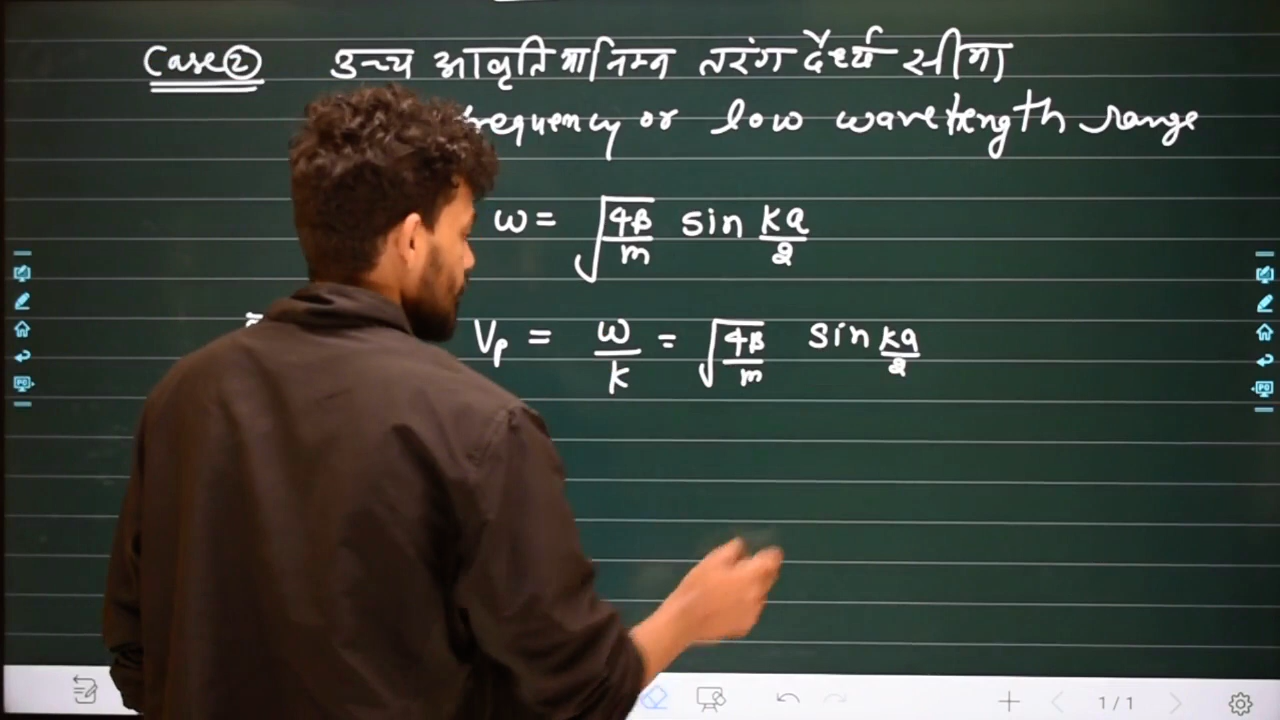 Case② उच्च आकृति या निम्न तरंग दैर्ध्य सीमा
frequency or low wavelength range
ω = √(4β/m) sin ka/2
Vp = ω/k = √(4β/m) sin ka/2
1/1